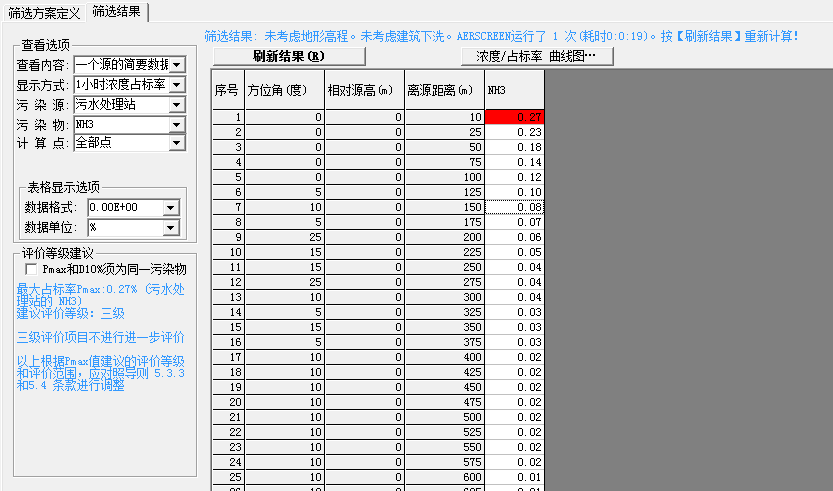 筛选方案定义 筛选结果
筛选结果: 未考虑地形高程。未考虑建筑下洗。AERSCREEN运行了 1 次(耗时0:0:19)。按【刷新结果】重新计算!
刷新结果(R) 浓度/占标率 曲线图…
查看选项
查看内容: 一个源的简要数据
显示方式: 1小时浓度占标率
污 染 源: 污水处理站
污 染 物: NH3
计 算 点: 全部点
表格显示选项
数据格式: 0.00E+00
数据单位: %
评价等级建议
Pmax和D10%须为同一污染物
最大占标率Pmax:0.27% (污水处
理站的 NH3)
建议评价等级: 三级
三级评价项目不进行进一步评价
以上根据Pmax值建议的评价等级
和评价范围，应对照导则 5.3.3
和5.4 条款进行调整
序号 方位角(度) 相对源高(m) 离源距离(m) NH3
1 0 0 10 0.27
2 0 0 25 0.23
3 0 0 50 0.18
4 0 0 75 0.14
5 0 0 100 0.12
6 5 0 125 0.10
7 10 0 150 0.08
8 5 0 175 0.07
9 25 0 200 0.06
10 15 0 225 0.05
11 15 0 250 0.04
12 25 0 275 0.04
13 10 0 300 0.04
14 5 0 325 0.03
15 15 0 350 0.03
16 5 0 375 0.03
17 10 0 400 0.02
18 10 0 425 0.02
19 10 0 450 0.02
20 10 0 475 0.02
21 10 0 500 0.02
22 10 0 525 0.02
23 10 0 550 0.02
24 10 0 575 0.02
25 10 0 600 0.01